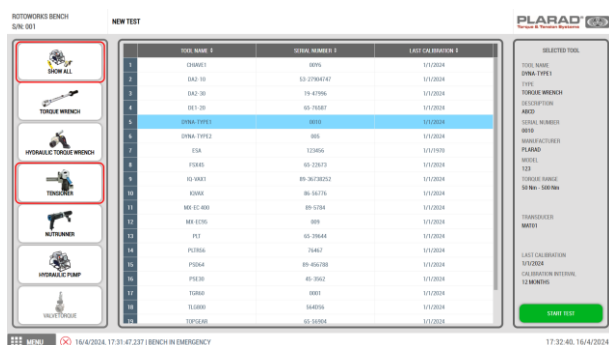 ROTOWORKS BENCH
S/N: 001
NEW TEST
PLARAD
Torque & Tension Systems
SHOW ALL
TORQUE WRENCH
HYDRAULIC TORQUE WRENCH
TENSIONER
NUTRUNNER
HYDRAULIC PUMP
VALVETORQUE
TOOL NAME SERIAL NUMBER LAST CALIBRATION
1 CHIAVE1 0096 1/1/2024
2 DA2-10 53-27904747 1/1/2024
3 DA2-30 79-47996 1/1/2024
4 DE1-20 65-76587 1/1/2024
5 DYNA-TYPE1 0010 1/1/2024
6 DYNA-TYPE2 005 1/1/2024
7 ESA 123456 1/1/1970
8 FSX85 65-22673 1/1/2024
9 IQ-VAR1 89-36738252 1/1/2024
10 KIVAX 86-56776 1/1/2024
11 MX-EC 400 89-5784 1/1/2024
12 MX-EC95 009 1/1/2024
13 PLT 65-39644 1/1/2024
14 PLTR56 76467 1/1/2024
15 PSD64 89-456788 1/1/2024
16 PSE30 45-3562 1/1/2024
17 TGR60 0001 1/1/2024
18 TLG800 564056 1/1/2024
19 TOPGEAR 65-56904 1/1/2024
SELECTED TOOL
TOOL NAME
DYNA-TYPE1
TYPE
TORQUE WRENCH
DESCRIPTION
ABCD
SERIAL NUMBER
0010
MANUFACTURER
PLARAD
MODEL
123
TORQUE RANGE
50 Nm - 500 Nm
TRANSDUCER
MAT01
LAST CALIBRATION
1/1/2024
CALIBRATION INTERVAL
12 MONTHS
START TEST
MENU
16/4/2024, 17:31:47,237 | BENCH IN EMERGENCY
17:32:40, 16/4/2024